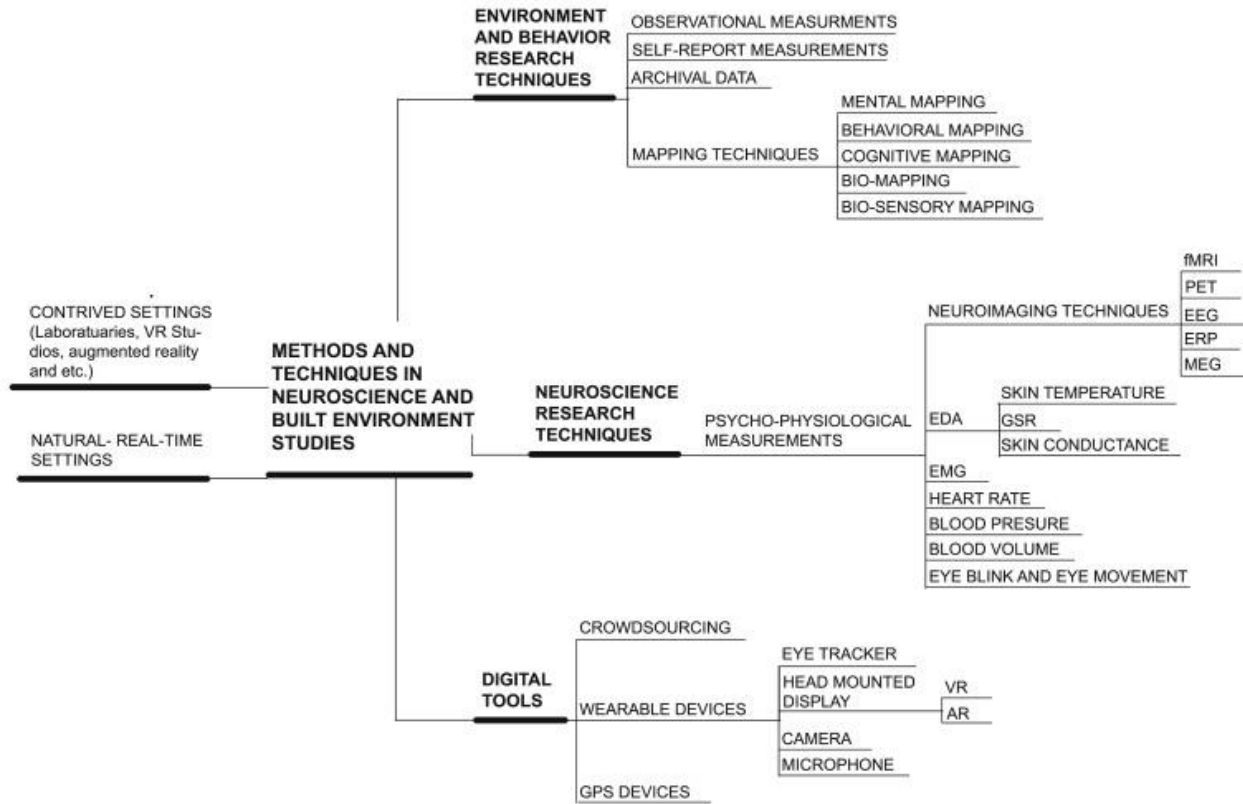 ENVIRONMENT
AND BEHAVIOR
RESEARCH
TECHNIQUES
OBSERVATIONAL MEASURMENTS
SELF-REPORT MEASUREMENTS
ARCHIVAL DATA
MAPPING TECHNIQUES
MENTAL MAPPING
BEHAVIORAL MAPPING
COGNITIVE MAPPING
BIO-MAPPING
BIO-SENSORY MAPPING
CONTRIVED SETTINGS
(Laboratuaries, VR Stu-
dios, augmented reality
and etc.)
NATURAL- REAL-TIME
SETTINGS
METHODS AND
TECHNIQUES IN
NEUROSCIENCE AND
BUILT ENVIRONMENT
STUDIES
NEUROSCIENCE
RESEARCH
TECHNIQUES
PSYCHO-PHYSIOLOGICAL
MEASUREMENTS
NEUROIMAGING TECHNIQUES
fMRI
PET
EEG
ERP
MEG
EDA
SKIN TEMPERATURE
GSR
SKIN CONDUCTANCE
EMG
HEART RATE
BLOOD PRESURE
BLOOD VOLUME
EYE BLINK AND EYE MOVEMENT
DIGITAL
TOOLS
CROWDSOURCING
WEARABLE DEVICES
EYE TRACKER
HEAD MOUNTED
DISPLAY
VR
AR
CAMERA
MICROPHONE
GPS DEVICES